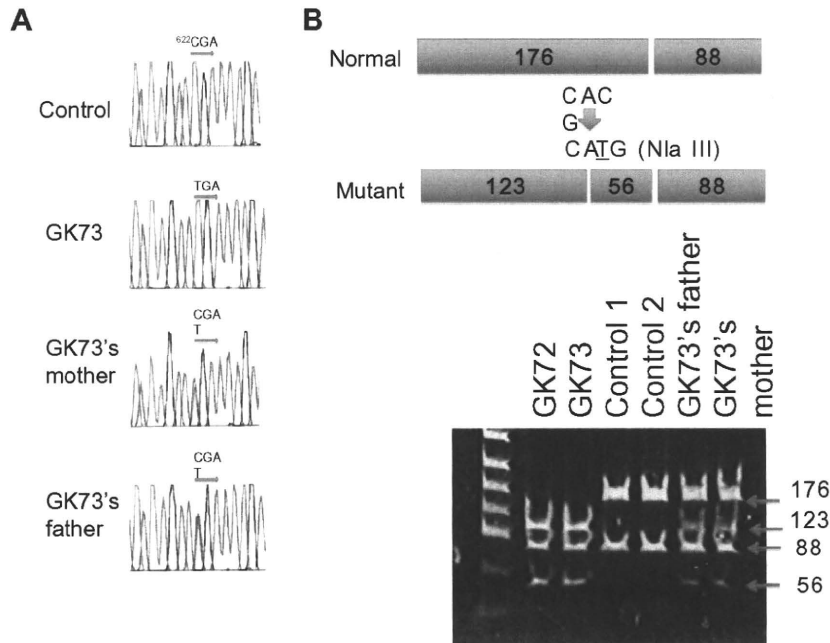 A
⁶²²CGA
Control
TGA
GK73
CGA
T
GK73's
mother
CGA
T
GK73's
father
B
Normal
176
88
CAC
G
CATG (Nla III)
Mutant
123
56
88
GK72
GK73
Control 1
Control 2
GK73's father
GK73's
mother
176
123
88
56